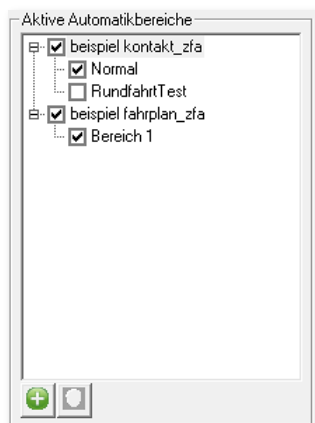 Aktive Automatikbereiche
beispiel kontakt_zfa
Normal
RundfahrtTest
beispiel fahrplan_zfa
Bereich 1